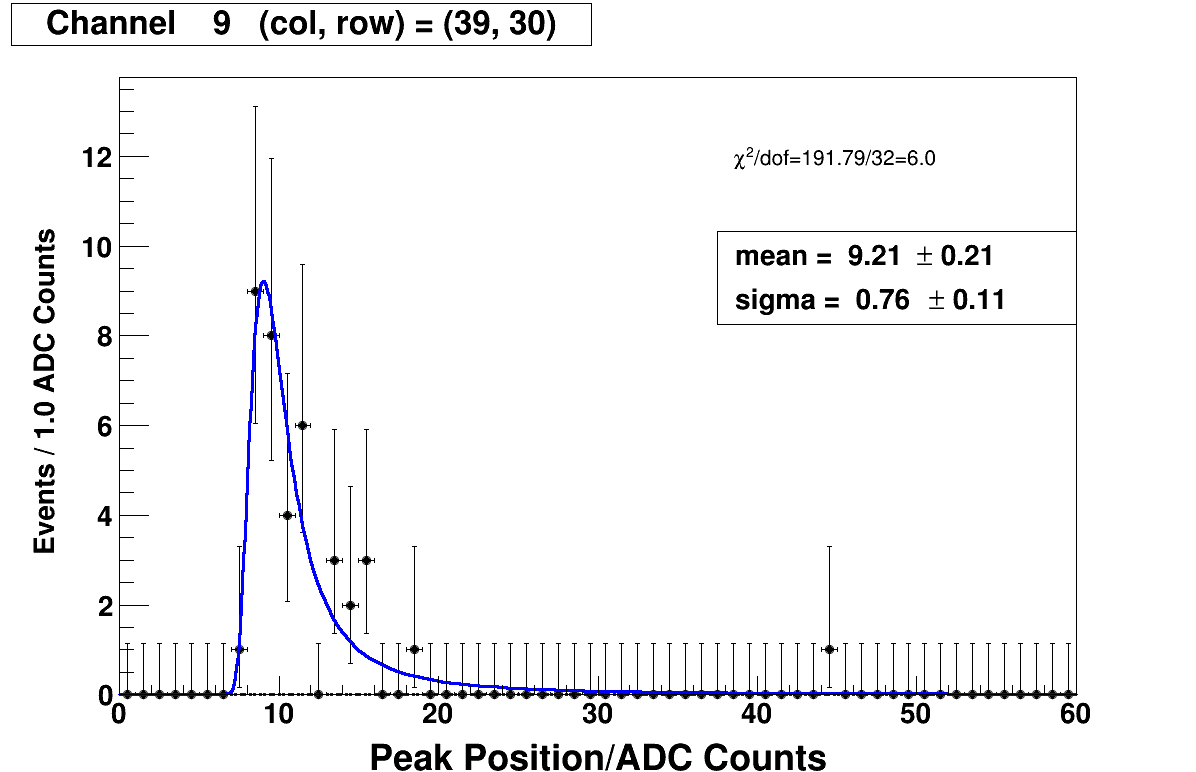 Channel 9 (col, row) = (39, 30)
χ²/dof=191.79/32=6.0
mean = 9.21 ± 0.21
sigma = 0.76 ± 0.11
Events / 1.0 ADC Counts
12
10
8
6
4
2
0
0 10 20 30 40 50 60
Peak Position/ADC Counts